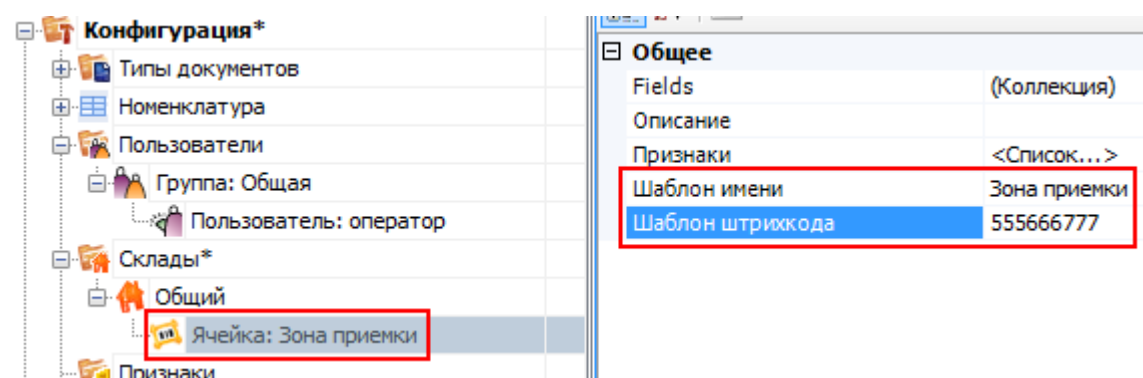 Конфигурация*
Типы документов
Номенклатура
Пользователи
Группа: Общая
Пользователь: оператор
Склады*
Общий
Ячейка: Зона приемки
Признаки
Общее
Fields (Коллекция)
Описание
Признаки <Список...>
Шаблон имени Зона приемки
Шаблон штрихкода 555666777